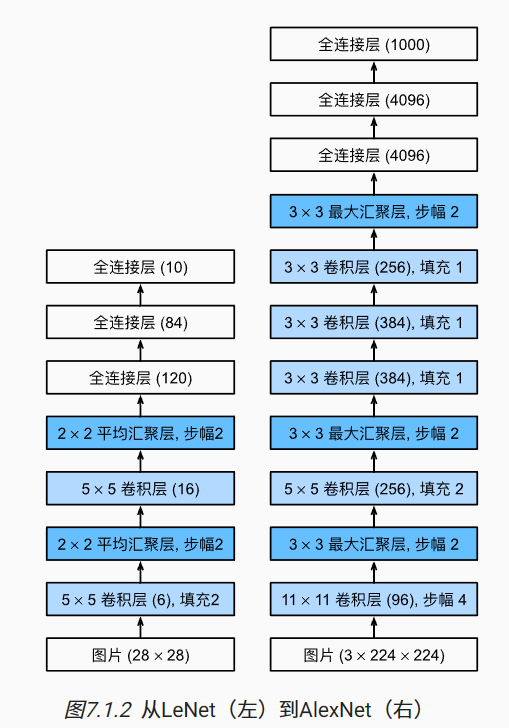 全连接层 (10)
全连接层 (84)
全连接层 (120)
2 × 2 平均汇聚层, 步幅2
5 × 5 卷积层 (16)
2 × 2 平均汇聚层, 步幅2
5 × 5 卷积层 (6), 填充2
图片 (28 × 28)
全连接层 (1000)
全连接层 (4096)
全连接层 (4096)
3 × 3 最大汇聚层, 步幅 2
3 × 3 卷积层 (256), 填充 1
3 × 3 卷积层 (384), 填充 1
3 × 3 卷积层 (384), 填充 1
3 × 3 最大汇聚层, 步幅 2
5 × 5 卷积层 (256), 填充 2
3 × 3 最大汇聚层, 步幅 2
11 × 11 卷积层 (96), 步幅 4
图片 (3 × 224 × 224)
图7.1.2 从LeNet（左）到AlexNet（右）